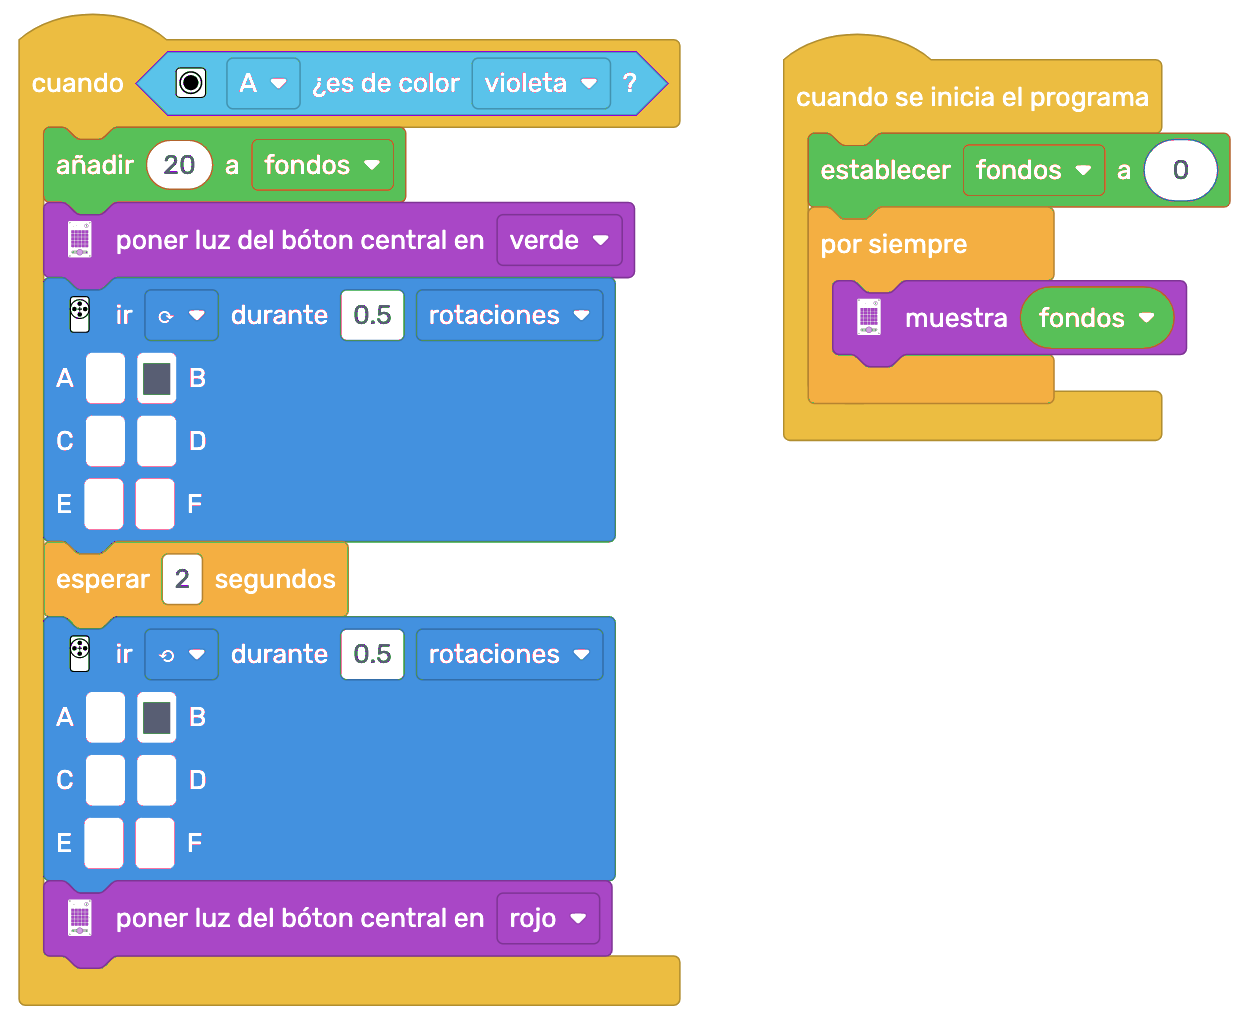 cuando A ¿es de color violeta ?
añadir 20 a fondos
poner luz del bóton central en verde
ir ⟳ durante 0.5 rotaciones
A B
C D
E F
esperar 2 segundos
ir ⟲ durante 0.5 rotaciones
A B
C D
E F
poner luz del bóton central en rojo
cuando se inicia el programa
establecer fondos a 0
por siempre
muestra fondos